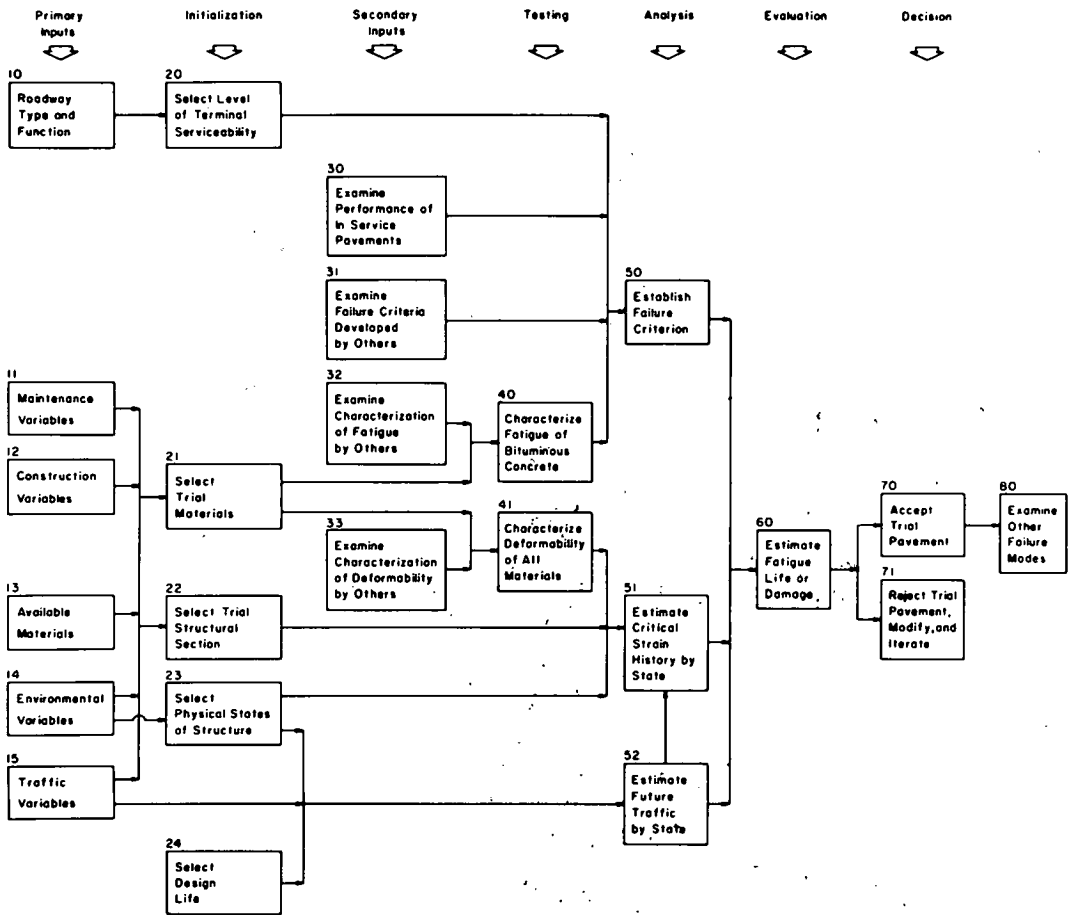 Primary
Inputs
Initialization
Secondary
Inputs
Testing
Analysis
Evaluation
Decision
10
Roadway
Type and
Function
20
Select Level
of Terminal
Serviceability
30
Examine
Performance of
In Service
Pavements
31
Examine
Failure Criteria
Developed
by Others
50
Establish
Failure
Criterion
11
Maintenance
Variables
32
Examine
Characterization
of Fatigue
by Others
40
Characterize
Fatigue of
Bituminous
Concrete
12
Construction
Variables
21
Select
Trial
Materials
33
Examine
Characterization
of Deformability
by Others
41
Characterize
Deformability
of All
Materials
60
Estimate
Fatigue
Life or
Damage
70
Accept
Trial
Pavement
80
Examine
Other
Failure
Modes
71
Reject Trial
Pavement,
Modify, and
Iterate
13
Available
Materials
22
Select Trial
Structural
Section
51
Estimate
Critical
Strain
History by
State
14
Environmental
Variables
23
Select
Physical States
of Structure
15
Traffic
Variables
52
Estimate
Future
Traffic
by State
24
Select
Design
Life